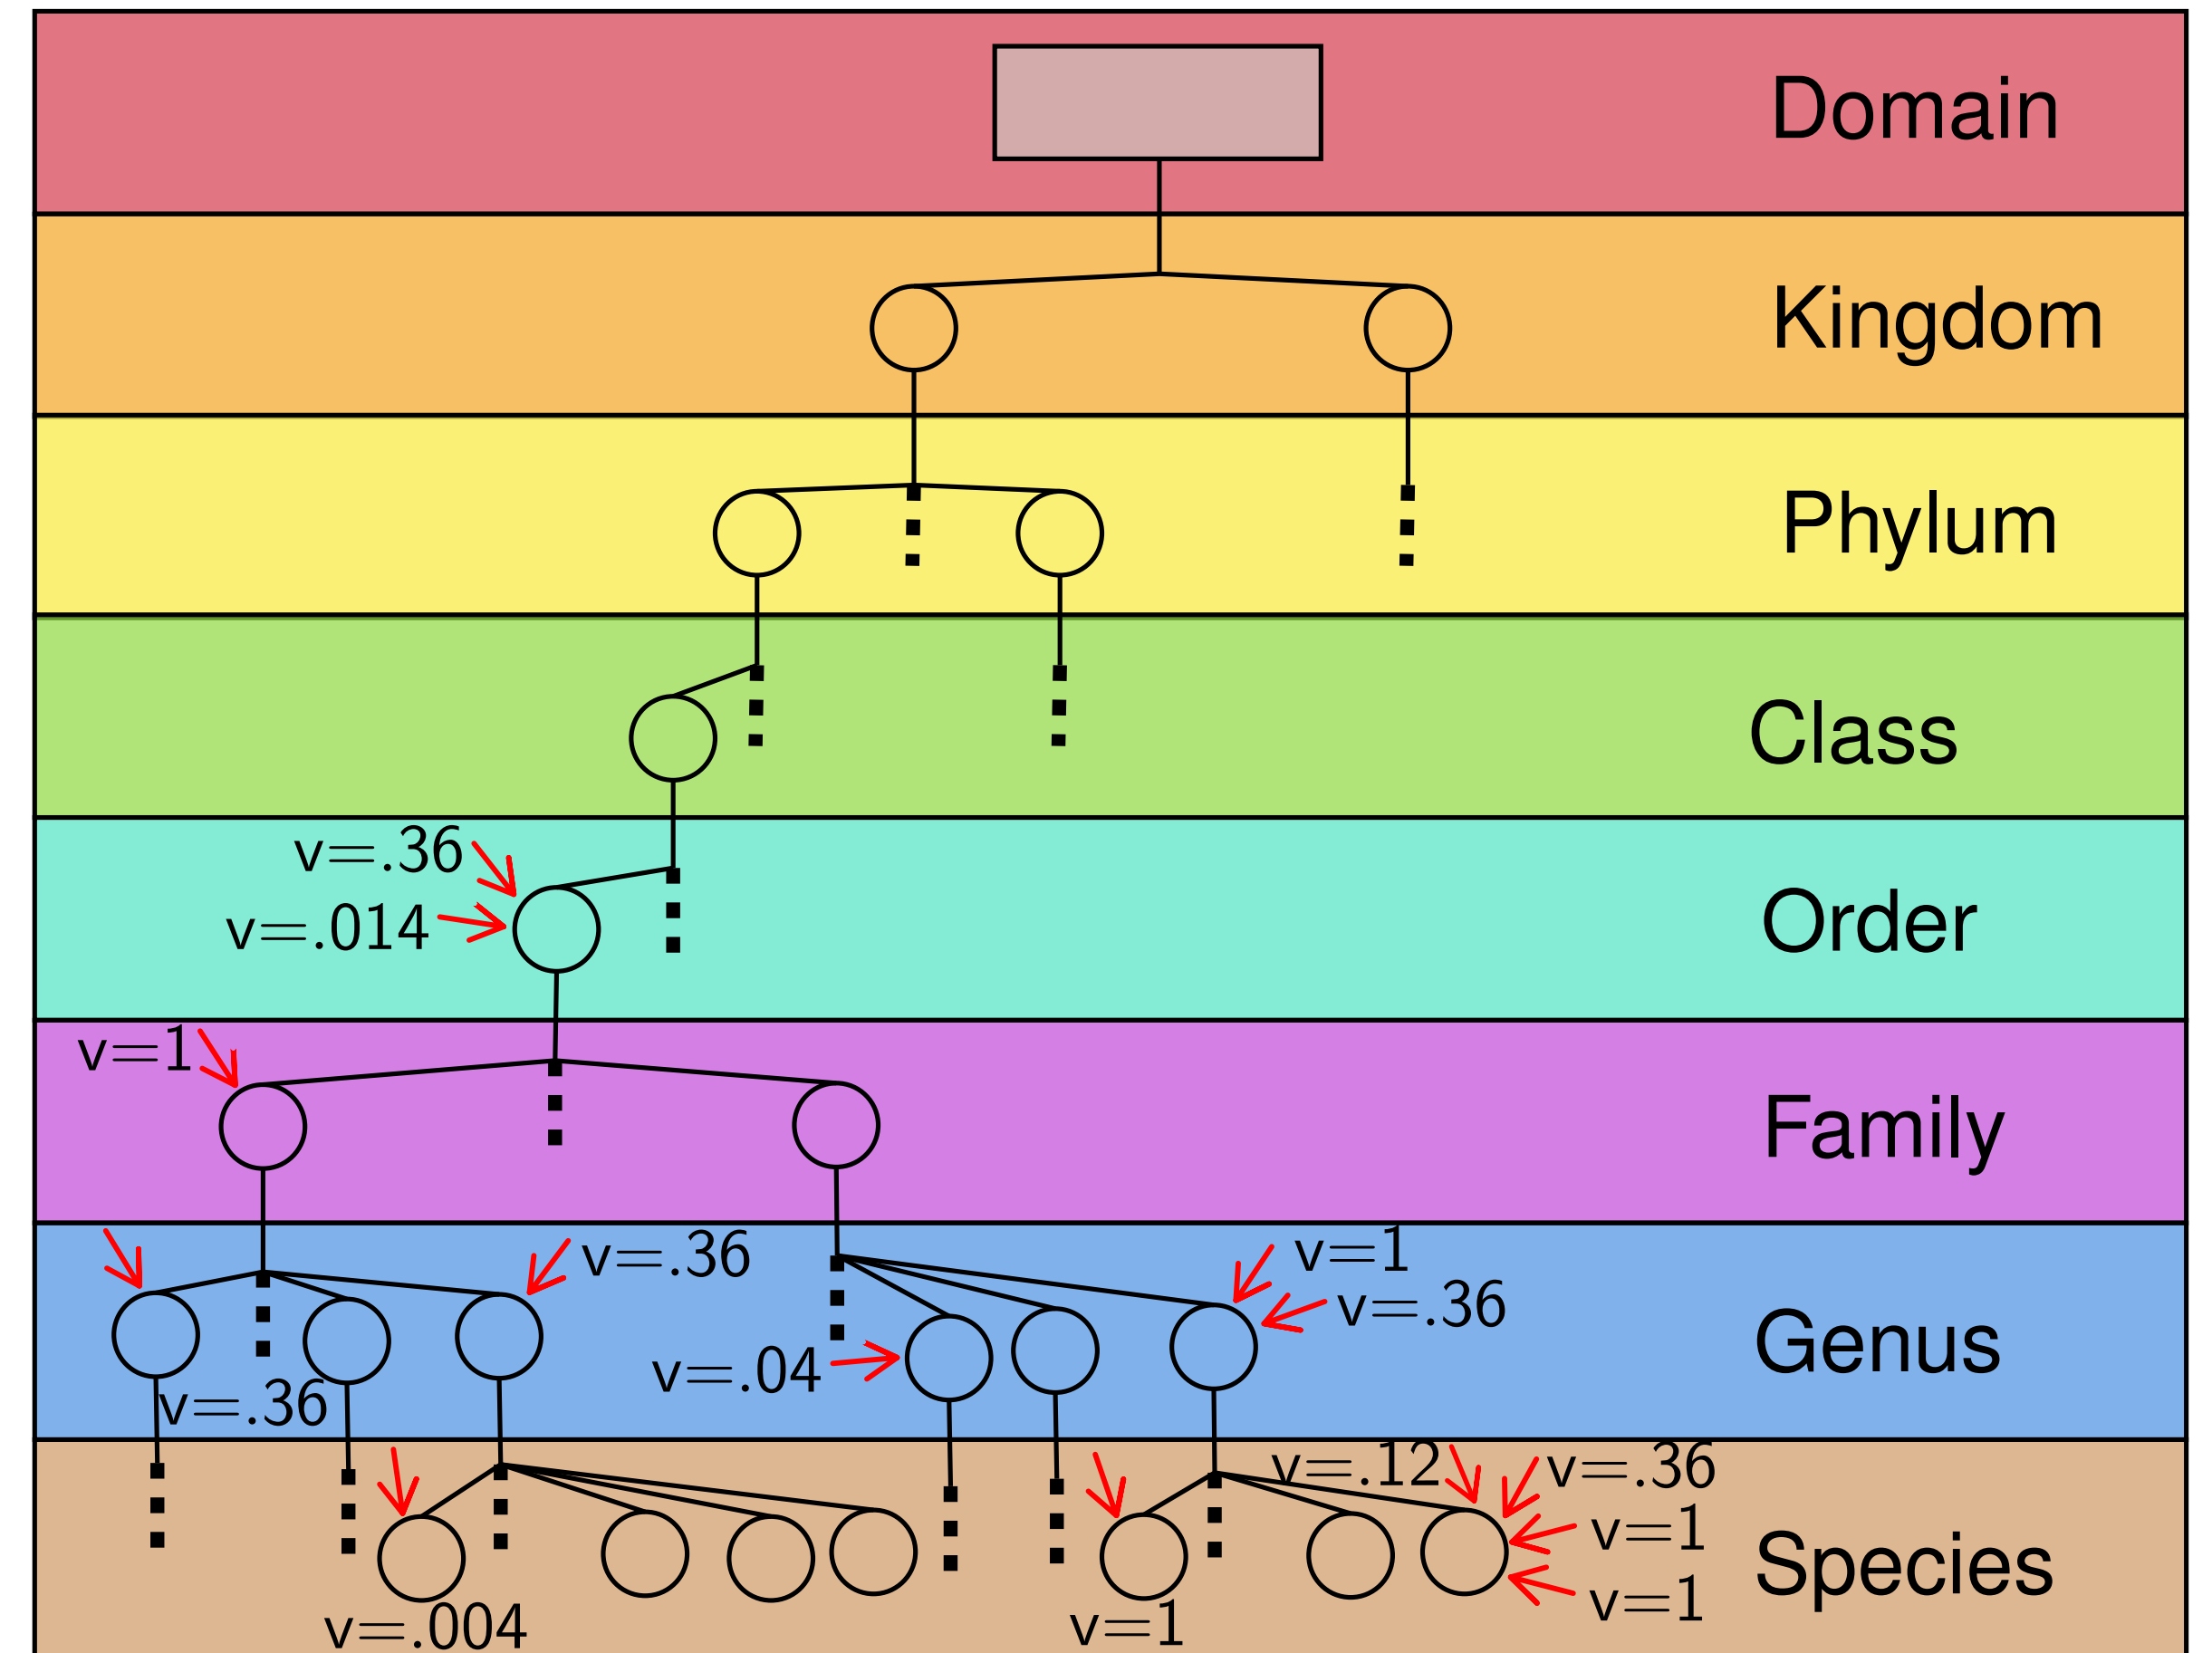 Domain
Kingdom
Phylum
Class
v=.36
v=.014
Order
v=1
Family
v=.36
v=1
v=.36
v=.04
Genus
v=.36
v=.12
v=.36
v=1
Species
v=1
v=.004
v=1